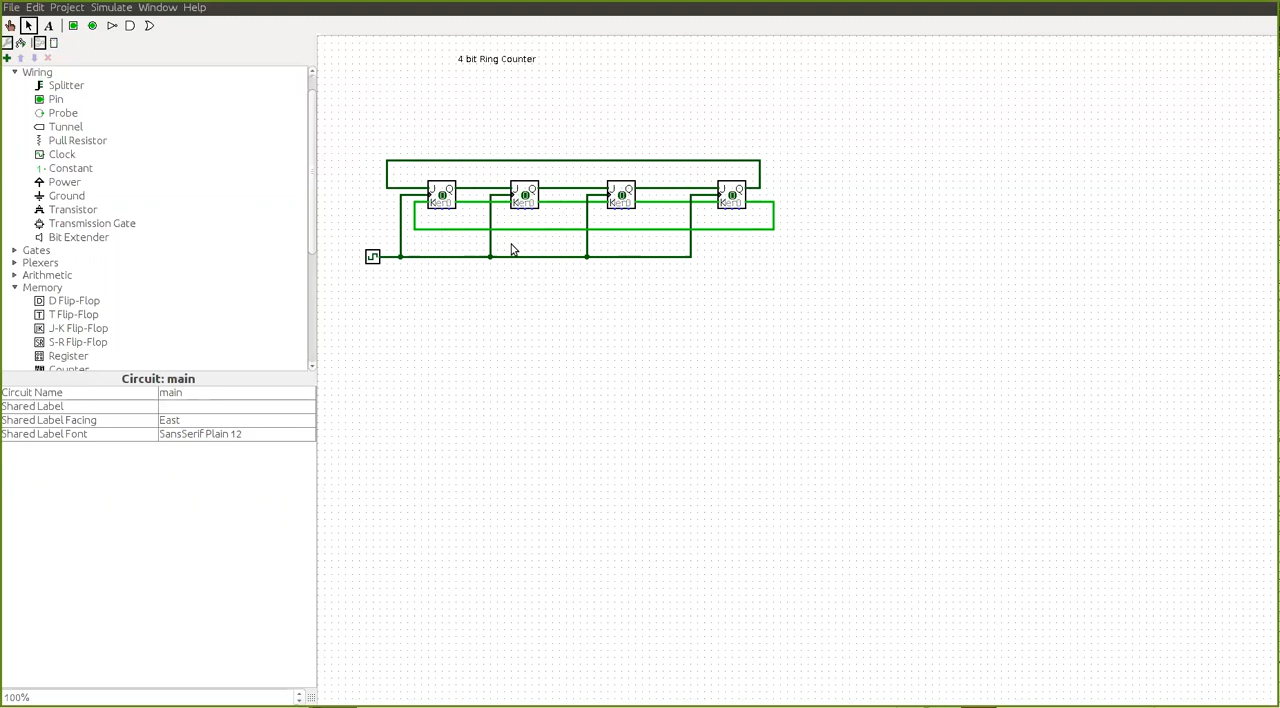 File Edit Project Simulate Window Help
A
4 bit Ring Counter
Wiring
Splitter
Pin
Probe
Tunnel
Pull Resistor
Clock
Constant
Power
Ground
Transistor
Transmission Gate
Bit Extender
Gates
Plexers
Arithmetic
Memory
D Flip-Flop
T Flip-Flop
J-K Flip-Flop
S-R Flip-Flop
Register
Counter
J Q J Q J Q J Q
Circuit: main
Circuit Name main
Shared Label
Shared Label Facing East
Shared Label Font SansSerif Plain 12
100%